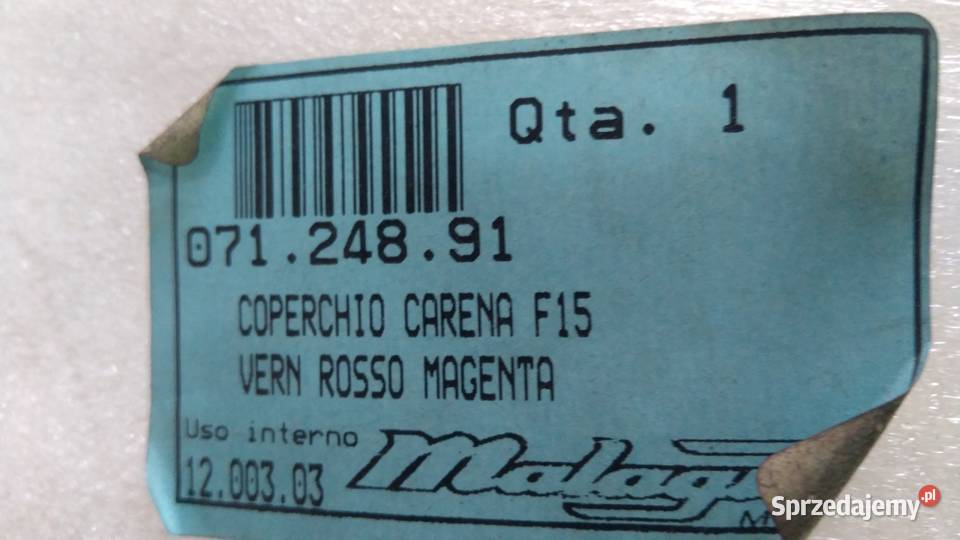 Qta. 1
071.248.91
COPERCHIO CARENA F15
VERN ROSSO MAGENTA
Uso interno
12.003.03
Sprzedajemy.pl